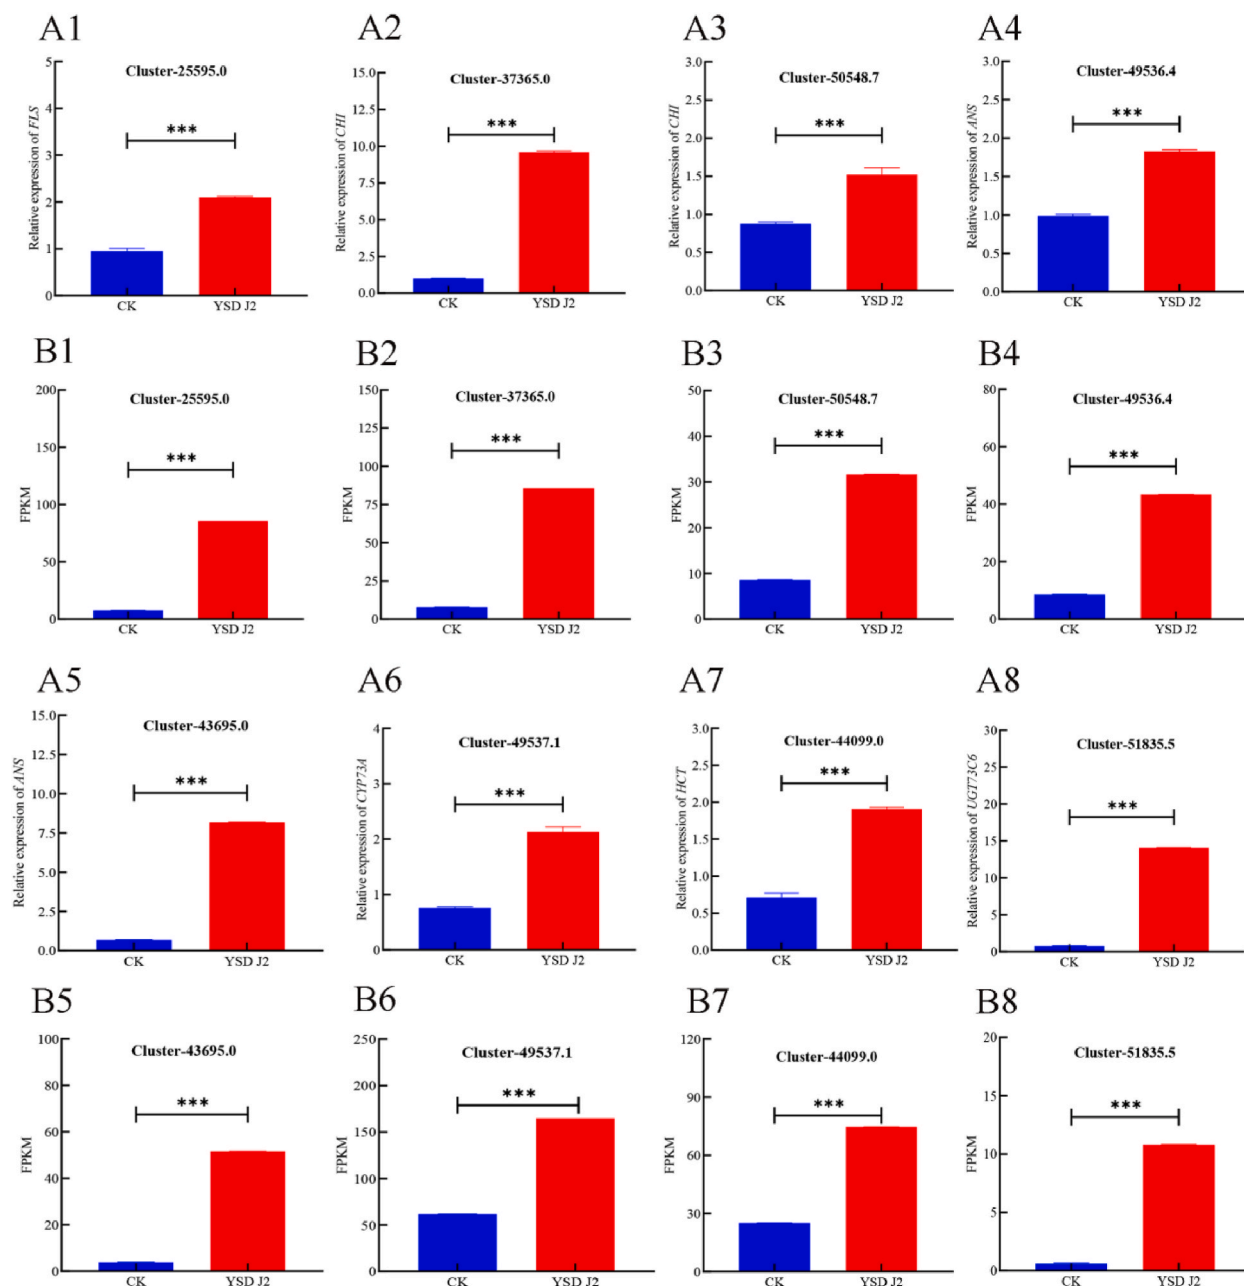 A1
Cluster-25595.0
***
Relative expression of FLS
5
4
3
2
1
0
CK
YSD J2
A2
Cluster-37365.0
***
Relative expression of CHI
15.0
12.5
10.0
7.5
5.0
2.5
0.0
CK
YSD J2
A3
Cluster-50548.7
***
Relative expression of CHI
3.0
2.5
2.0
1.5
1.0
0.5
0.0
CK
YSD J2
A4
Cluster-49536.4
***
Relative expression of ANS
3.0
2.5
2.0
1.5
1.0
0.5
0.0
CK
YSD J2
B1
Cluster-25595.0
***
FPKM
200
150
100
50
0
CK
YSD J2
B2
Cluster-37365.0
***
FPKM
150
125
100
75
50
25
0
CK
YSD J2
B3
Cluster-50548.7
***
FPKM
50
40
30
20
10
0
CK
YSD J2
B4
Cluster-49536.4
***
FPKM
80
60
40
20
0
CK
YSD J2
A5
Cluster-43695.0
***
Relative expression of ANS
15.0
12.5
10.0
7.5
5.0
2.5
0.0
CK
YSD J2
A6
Cluster-49537.1
***
Relative expression of CYP73A
4
3
2
1
0
CK
YSD J2
A7
Cluster-44099.0
***
Relative expression of HCT
3.0
2.5
2.0
1.5
1.0
0.5
0.0
CK
YSD J2
A8
Cluster-51835.5
***
Relative expression of UGT73C6
30
25
20
15
10
5
0
CK
YSD J2
B5
Cluster-43695.0
***
FPKM
100
80
60
40
20
0
CK
YSD J2
B6
Cluster-49537.1
***
FPKM
250
200
150
100
50
0
CK
YSD J2
B7
Cluster-44099.0
***
FPKM
120
90
60
30
0
CK
YSD J2
B8
Cluster-51835.5
***
FPKM
20
15
10
5
0
CK
YSD J2